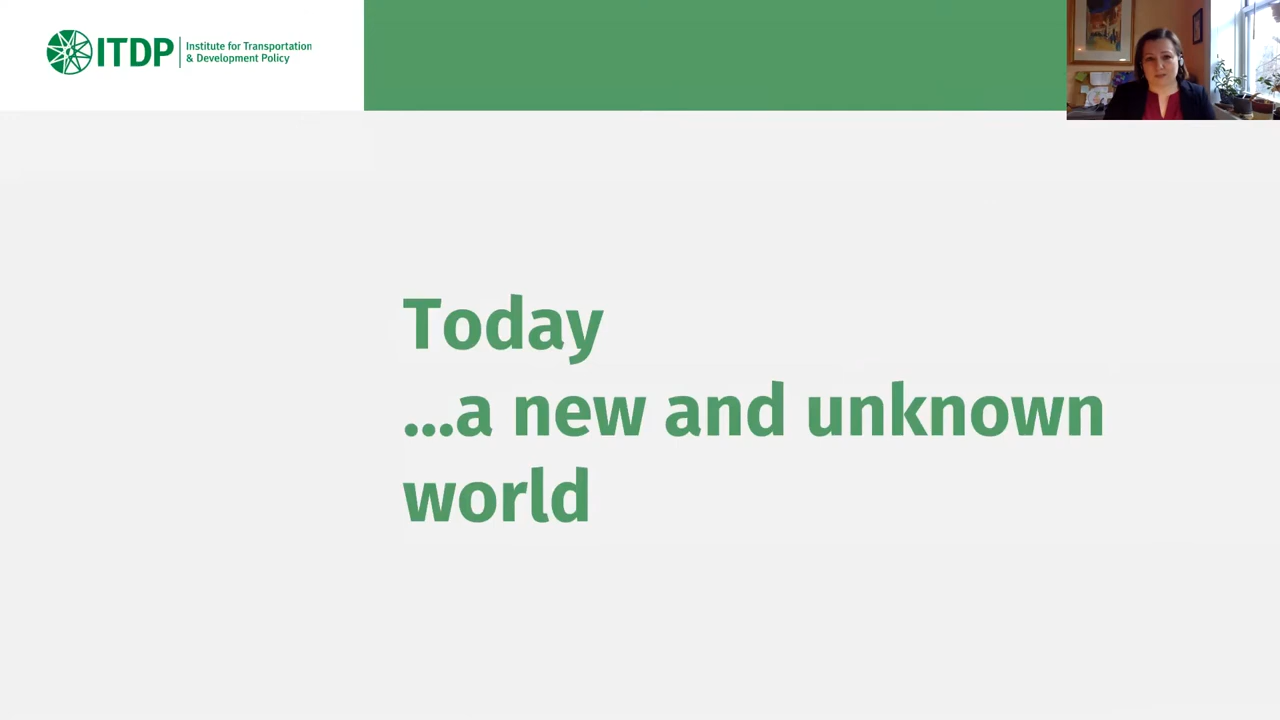 ITDP
Institute for Transportation
& Development Policy
Today
...a new and unknown
world